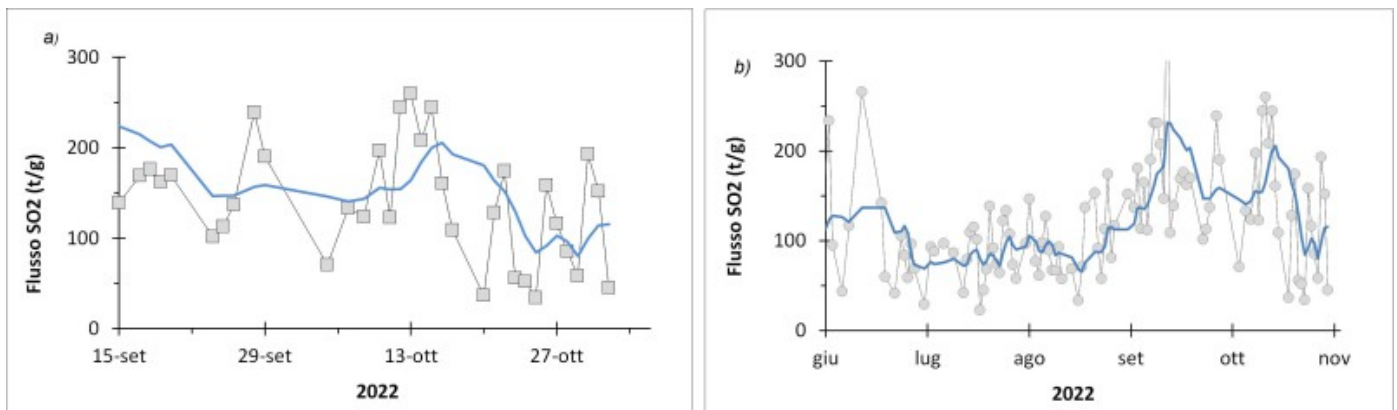 a)
Flusso SO2 (t/g)
300
200
100
0
15-set 29-set 13-ott 27-ott
2022
b)
Flusso SO2 (t/g)
300
200
100
0
giu lug ago set ott nov
2022